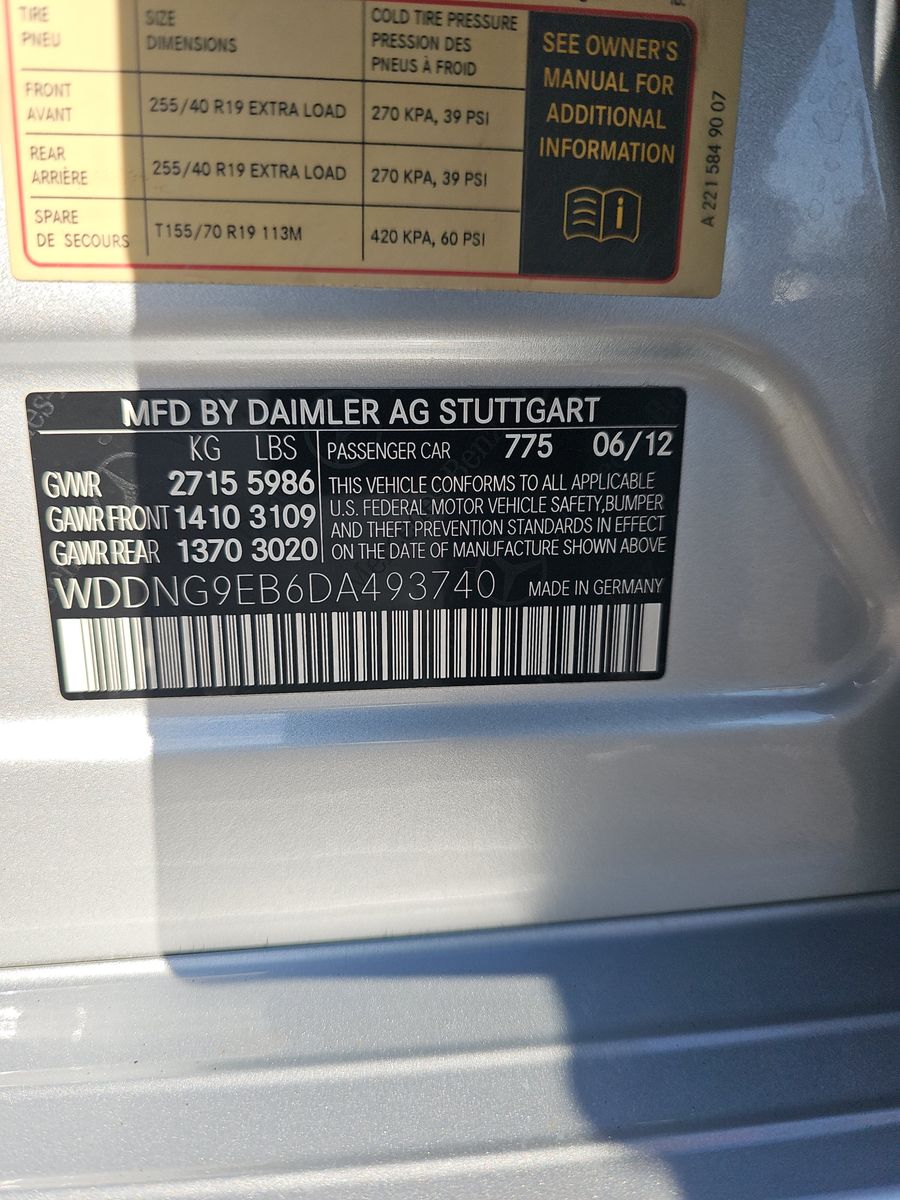 TIRE SIZE COLD TIRE PRESSURE
PNEU DIMENSIONS PRESSION DES
PNEUS À FROID
FRONT
AVANT 255/40 R19 EXTRA LOAD 270 KPA, 39 PSI
REAR
ARRIÈRE 255/40 R19 EXTRA LOAD 270 KPA, 39 PSI
SPARE
DE SECOURS T155/70 R19 113M 420 KPA, 60 PSI
SEE OWNER'S
MANUAL FOR
ADDITIONAL
INFORMATION
i
A 221 584 90 07
MFD BY DAIMLER AG STUTTGART
KG LBS PASSENGER CAR 775 06/12
GVWR 2715 5986 THIS VEHICLE CONFORMS TO ALL APPLICABLE
GAWR FRONT 1410 3109 U.S. FEDERAL MOTOR VEHICLE SAFETY,BUMPER
AND THEFT PREVENTION STANDARDS IN EFFECT
GAWR REAR 1370 3020 ON THE DATE OF MANUFACTURE SHOWN ABOVE
WDDNG9EB6DA493740 MADE IN GERMANY